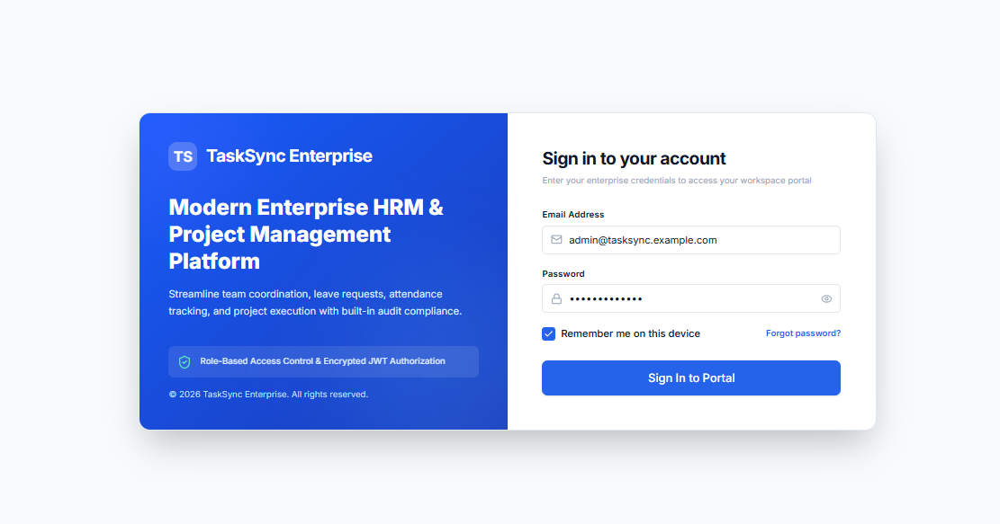 TS TaskSync Enterprise
Modern Enterprise HRM &
Project Management
Platform
Streamline team coordination, leave requests, attendance
tracking, and project execution with built-in audit compliance.
Role-Based Access Control & Encrypted JWT Authorization
© 2026 TaskSync Enterprise. All rights reserved.
Sign in to your account
Enter your enterprise credentials to access your workspace portal
Email Address
admin@tasksync.example.com
Password
•••••••••••••
Remember me on this device
Forgot password?
Sign In to Portal